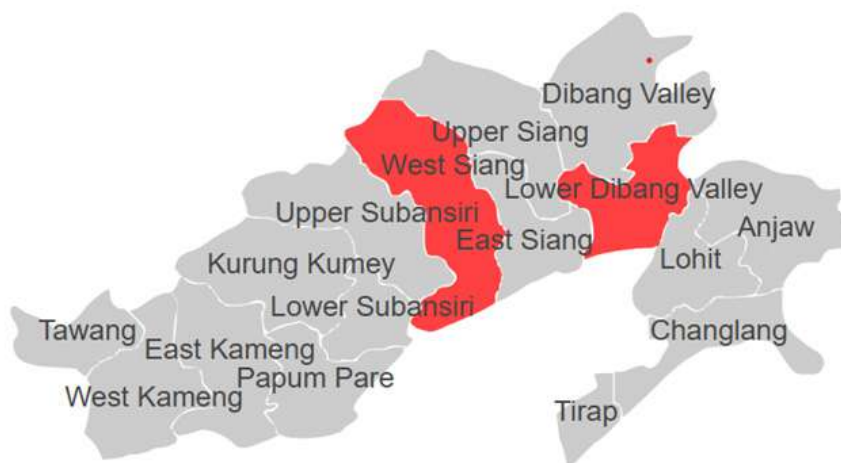 Dibang Valley
Upper Siang
West Siang
Lower Dibang Valley
Upper Subansiri
Anjaw
East Siang
Kurung Kumey
Lohit
Lower Subansiri
Tawang
Changlang
East Kameng
Papum Pare
West Kameng
Tirap